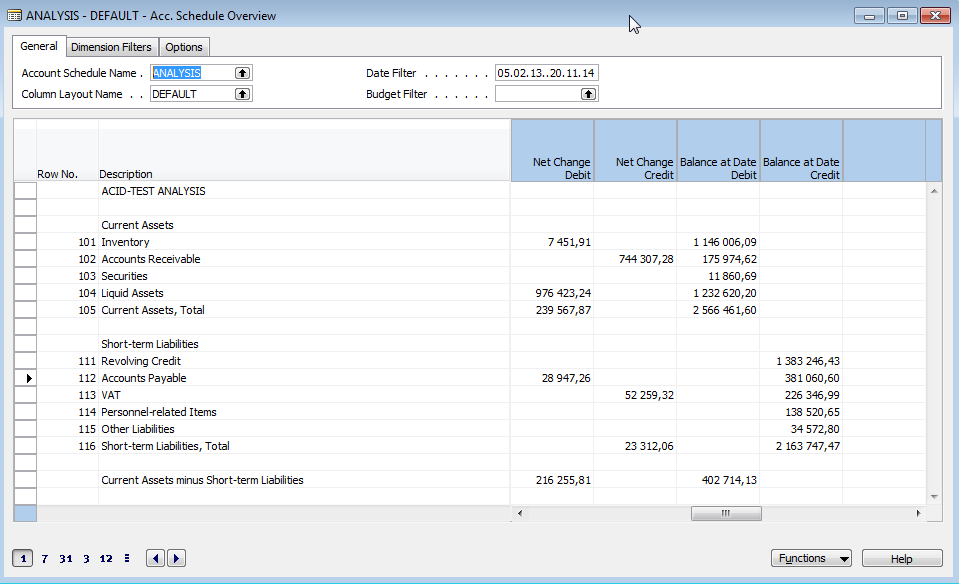 ANALYSIS - DEFAULT - Acc. Schedule Overview
General Dimension Filters Options
Account Schedule Name . ANALYSIS Date Filter . . . . . . . 05.02.13..20.11.14
Column Layout Name . . DEFAULT Budget Filter . . . . . .
Net Change Net Change Balance at Date Balance at Date
Row No. Description Debit Credit Debit Credit
ACID-TEST ANALYSIS
Current Assets
101 Inventory 7 451,91 1 146 006,09
102 Accounts Receivable 744 307,28 175 974,62
103 Securities 11 860,69
104 Liquid Assets 976 423,24 1 232 620,20
105 Current Assets, Total 239 567,87 2 566 461,60
Short-term Liabilities
111 Revolving Credit 1 383 246,43
112 Accounts Payable 28 947,26 381 060,60
113 VAT 52 259,32 226 346,99
114 Personnel-related Items 138 520,65
115 Other Liabilities 34 572,80
116 Short-term Liabilities, Total 23 312,06 2 163 747,47
Current Assets minus Short-term Liabilities 216 255,81 402 714,13
1 7 31 3 12 Functions Help